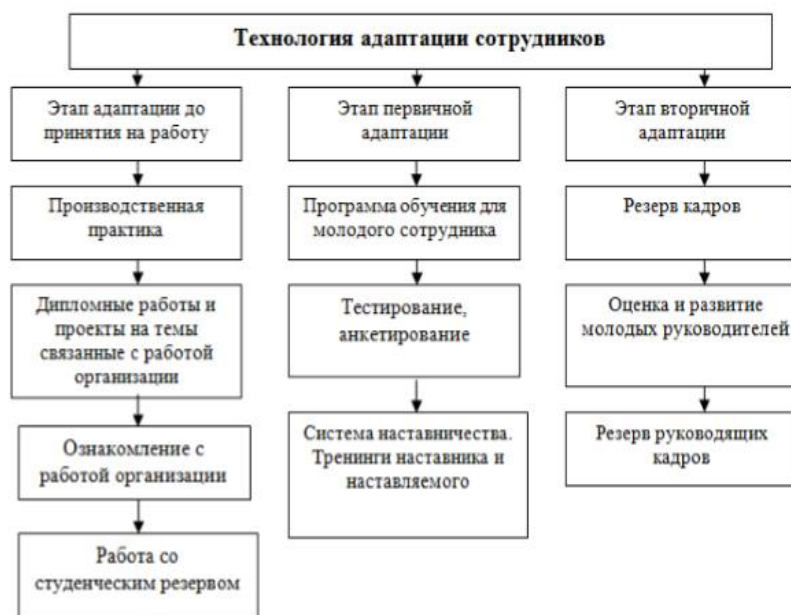 Технология адаптации сотрудников
Этап адаптации до
принятия на работу
Производственная
практика
Дипломные работы и
проекты на темы
связанные с работой
организации
Ознакомление с
работой организации
Работа со
студенческим резервом
Этап первичной
адаптации
Программа обучения для
молодого сотрудника
Тестирование,
анкетирование
Система наставничества.
Тренинги наставника и
наставляемого
Этап вторичной
адаптации
Резерв кадров
Оценка и развитие
молодых руководителей
Резерв руководящих
кадров